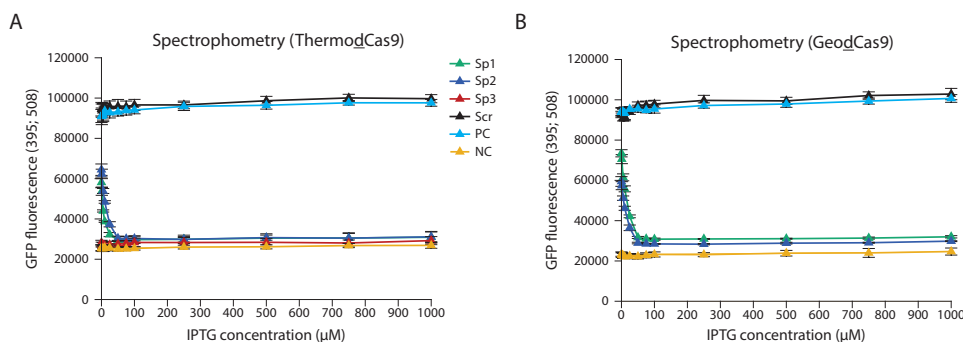 A
Spectrophometry (ThermodCas9)
GFP fluorescence (395; 508)
120000
100000
80000
60000
40000
20000
0
0 100 200 300 400 500 600 700 800 900 1000
IPTG concentration (µM)
Sp1
Sp2
Sp3
Scr
PC
NC
B
Spectrophometry (GeodCas9)
GFP fluorescence (395; 508)
120000
100000
80000
60000
40000
20000
0
0 100 200 300 400 500 600 700 800 900 1000
IPTG concentration (µM)